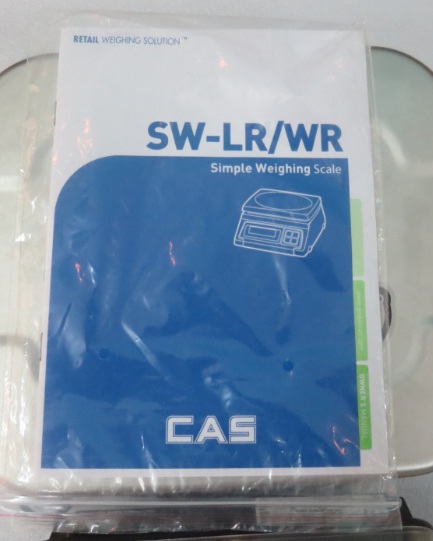 RETAIL WEIGHING SOLUTION™
SW-LR/WR
Simple Weighing Scale
CAS